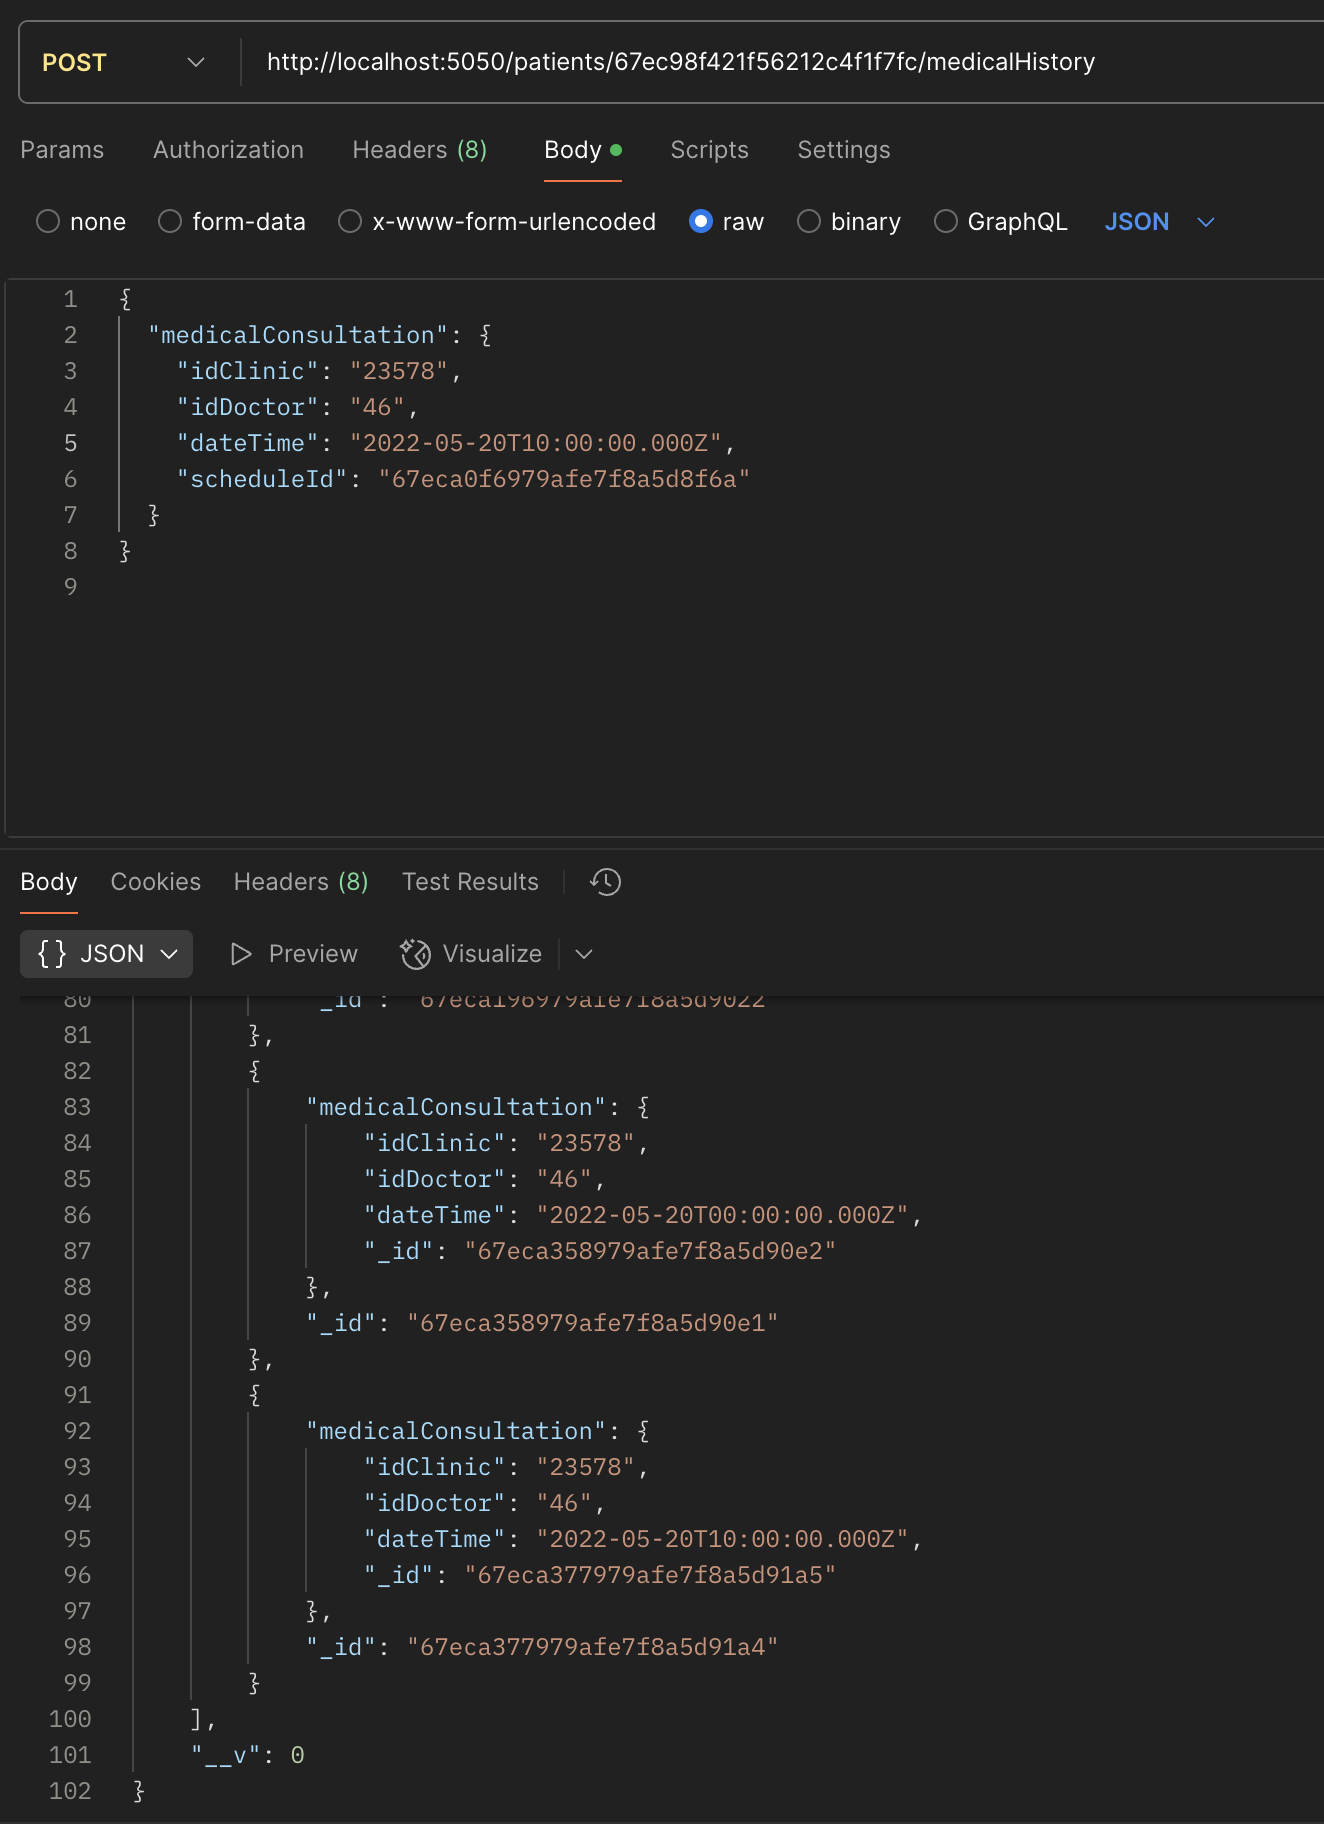 POST http://localhost:5050/patients/67ec98f421f56212c4f1f7fc/medicalHistory
Params Authorization Headers (8) Body Scripts Settings
none form-data x-www-form-urlencoded raw binary GraphQL JSON
1 {
2 "medicalConsultation": {
3 "idClinic": "23578",
4 "idDoctor": "46",
5 "dateTime": "2022-05-20T10:00:00.000Z",
6 "scheduleId": "67eca0f6979afe7f8a5d8f6a"
7 }
8 }
9
Body Cookies Headers (8) Test Results
{ } JSON Preview Visualize
80 "_id": "67eca196979afe7f8a5d9022"
81 },
82 {
83 "medicalConsultation": {
84 "idClinic": "23578",
85 "idDoctor": "46",
86 "dateTime": "2022-05-20T00:00:00.000Z",
87 "_id": "67eca358979afe7f8a5d90e2"
88 },
89 "_id": "67eca358979afe7f8a5d90e1"
90 },
91 {
92 "medicalConsultation": {
93 "idClinic": "23578",
94 "idDoctor": "46",
95 "dateTime": "2022-05-20T10:00:00.000Z",
96 "_id": "67eca377979afe7f8a5d91a5"
97 },
98 "_id": "67eca377979afe7f8a5d91a4"
99 }
100 ],
101 "__v": 0
102 }